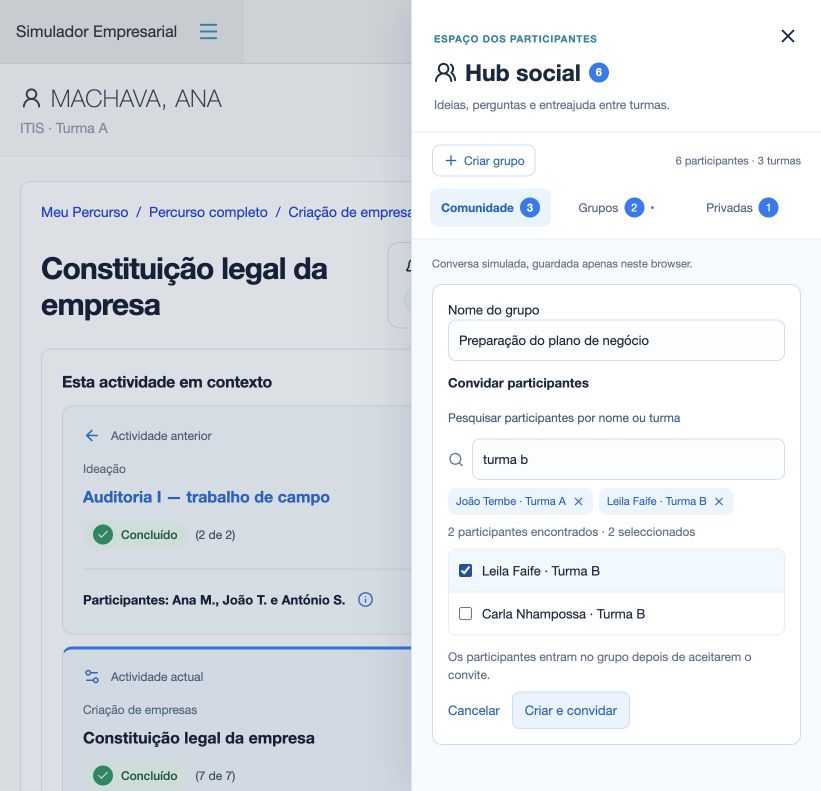 Simulador Empresarial
MACHAVA, ANA
ITIS · Turma A
Meu Percurso / Percurso completo / Criação de empresa
Constituição legal da
empresa
Esta actividade em contexto
Actividade anterior
Ideação
Auditoria I — trabalho de campo
Concluído (2 de 2)
Participantes: Ana M., João T. e António S.
Actividade actual
Criação de empresas
Constituição legal da empresa
Concluído (7 de 7)
ESPAÇO DOS PARTICIPANTES
Hub social 6
Ideias, perguntas e entreajuda entre turmas.
Criar grupo
6 participantes · 3 turmas
Comunidade 3 Grupos 2 · Privadas 1
Conversa simulada, guardada apenas neste browser.
Nome do grupo
Preparação do plano de negócio
Convidar participantes
Pesquisar participantes por nome ou turma
turma b
João Tembe · Turma A Leila Faife · Turma B
2 participantes encontrados · 2 seleccionados
Leila Faife · Turma B
Carla Nhampossa · Turma B
Os participantes entram no grupo depois de aceitarem o
convite.
Cancelar Criar e convidar